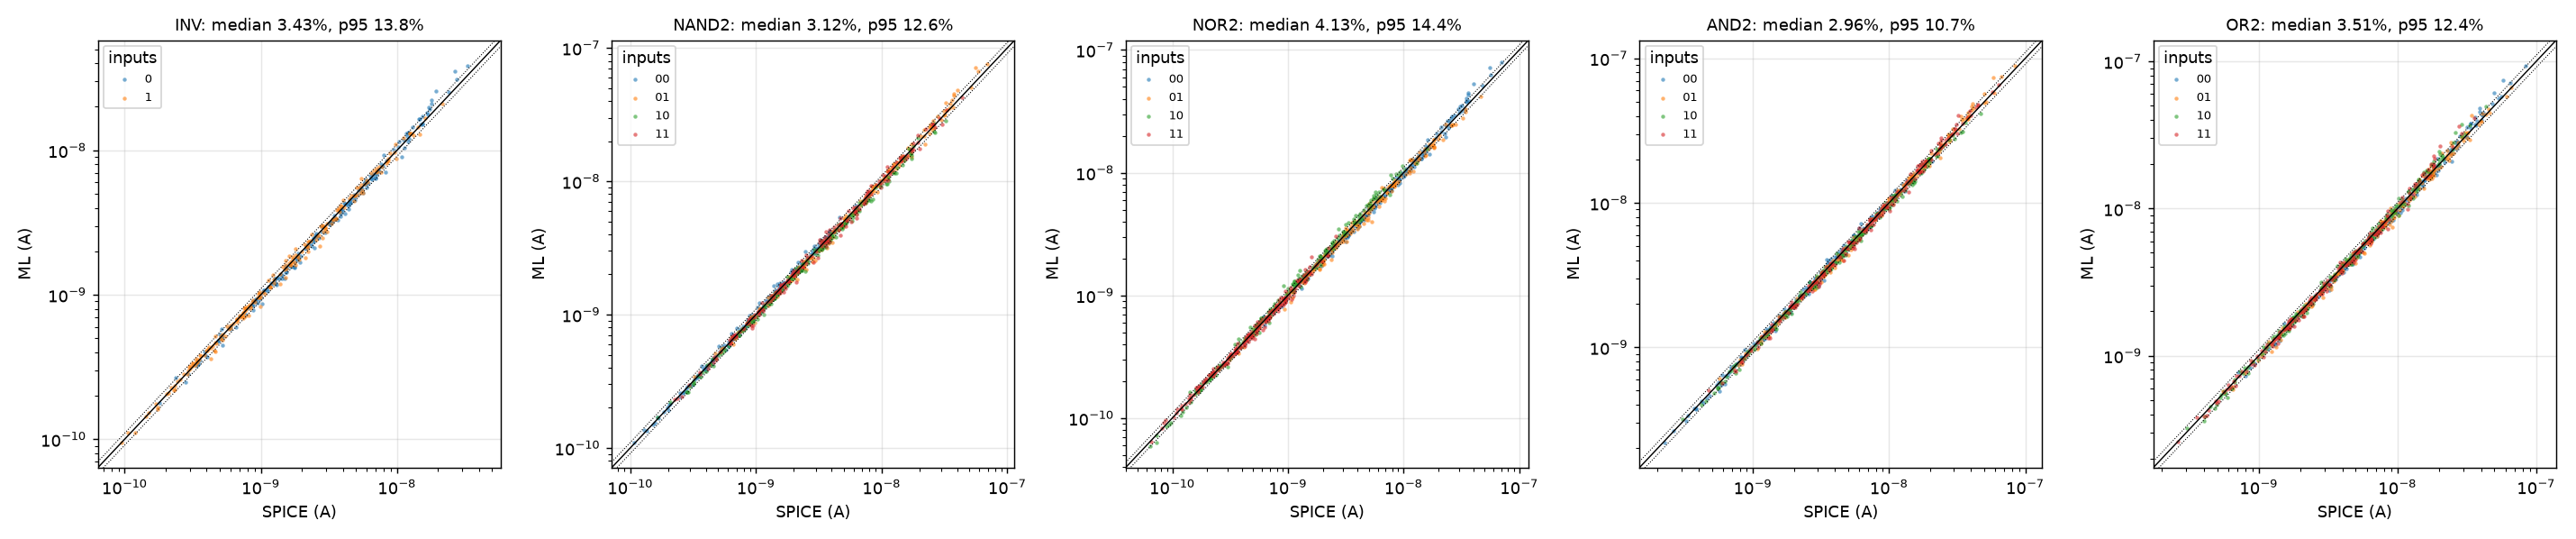 INV: median 3.43%, p95 13.8%
inputs
0
1
10⁻⁸
10⁻⁹
10⁻¹⁰
ML (A)
10⁻¹⁰ 10⁻⁹ 10⁻⁸
SPICE (A)
NAND2: median 3.12%, p95 12.6%
inputs
00
01
10
11
10⁻⁷
10⁻⁸
10⁻⁹
10⁻¹⁰
ML (A)
10⁻¹⁰ 10⁻⁹ 10⁻⁸ 10⁻⁷
SPICE (A)
NOR2: median 4.13%, p95 14.4%
inputs
00
01
10
11
10⁻⁷
10⁻⁸
10⁻⁹
10⁻¹⁰
ML (A)
10⁻¹⁰ 10⁻⁹ 10⁻⁸ 10⁻⁷
SPICE (A)
AND2: median 2.96%, p95 10.7%
inputs
00
01
10
11
10⁻⁷
10⁻⁸
10⁻⁹
ML (A)
10⁻⁹ 10⁻⁸ 10⁻⁷
SPICE (A)
OR2: median 3.51%, p95 12.4%
inputs
00
01
10
11
10⁻⁷
10⁻⁸
10⁻⁹
ML (A)
10⁻⁹ 10⁻⁸ 10⁻⁷
SPICE (A)